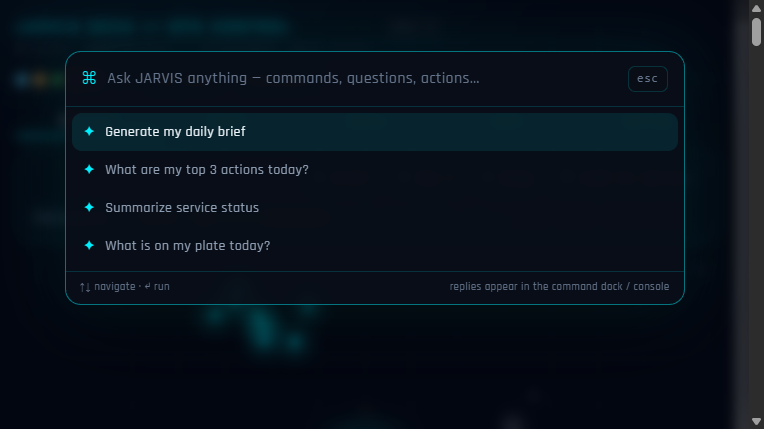 ⌘ Ask JARVIS anything — commands, questions, actions... esc
✦ Generate my daily brief
✦ What are my top 3 actions today?
✦ Summarize service status
✦ What is on my plate today?
↑↓ navigate · ↵ run replies appear in the command dock / console